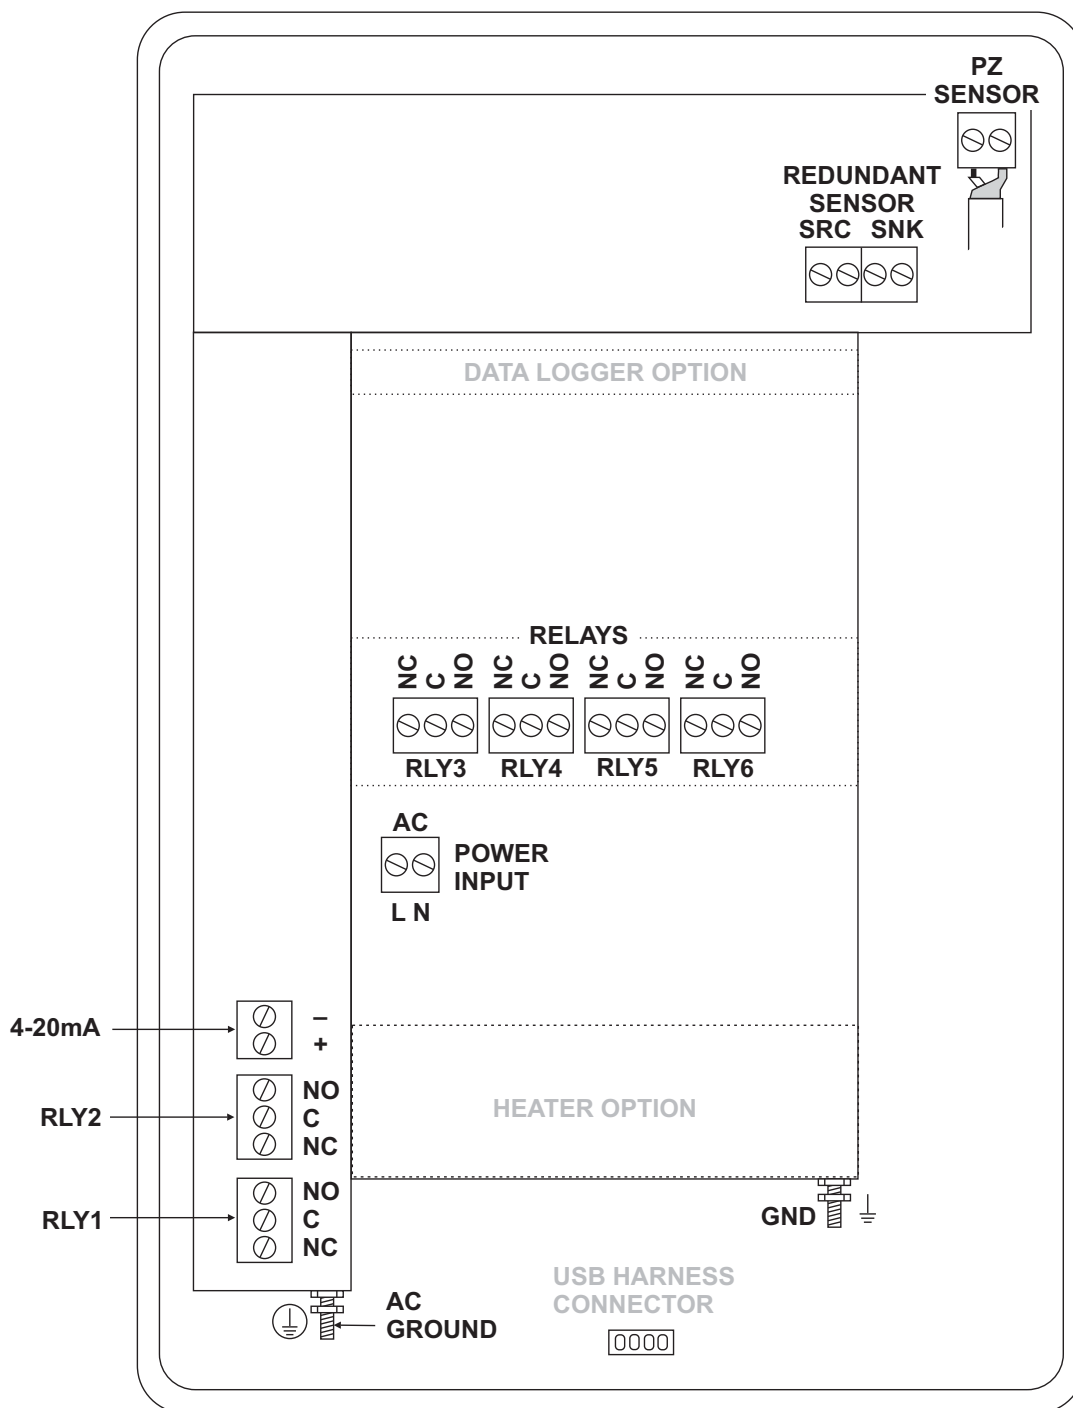 PZ
SENSOR
REDUNDANT
SENSOR
SRC SNK
DATA LOGGER OPTION
RELAYS
NC C NO NC C NO NC C NO NC C NO
RLY3 RLY4 RLY5 RLY6
AC
POWER
INPUT
L N
4-20mA
–
+
RLY2
NO
C
NC
HEATER OPTION
RLY1
NO
C
NC
GND
AC
GROUND
USB HARNESS
CONNECTOR